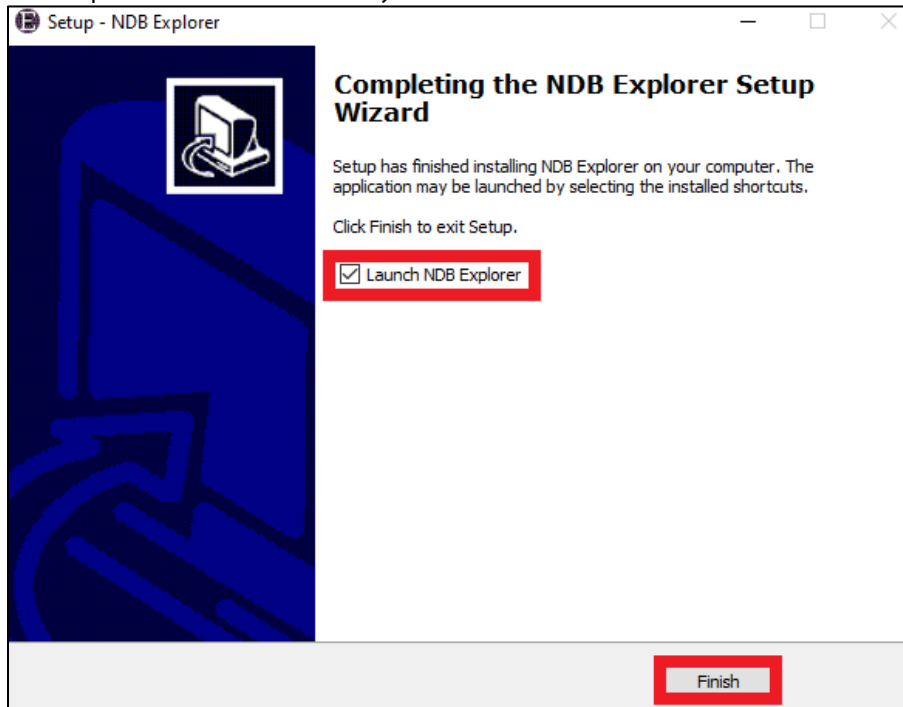 Setup - NDB Explorer
Completing the NDB Explorer Setup
Wizard
Setup has finished installing NDB Explorer on your computer. The
application may be launched by selecting the installed shortcuts.
Click Finish to exit Setup.
Launch NDB Explorer
Finish